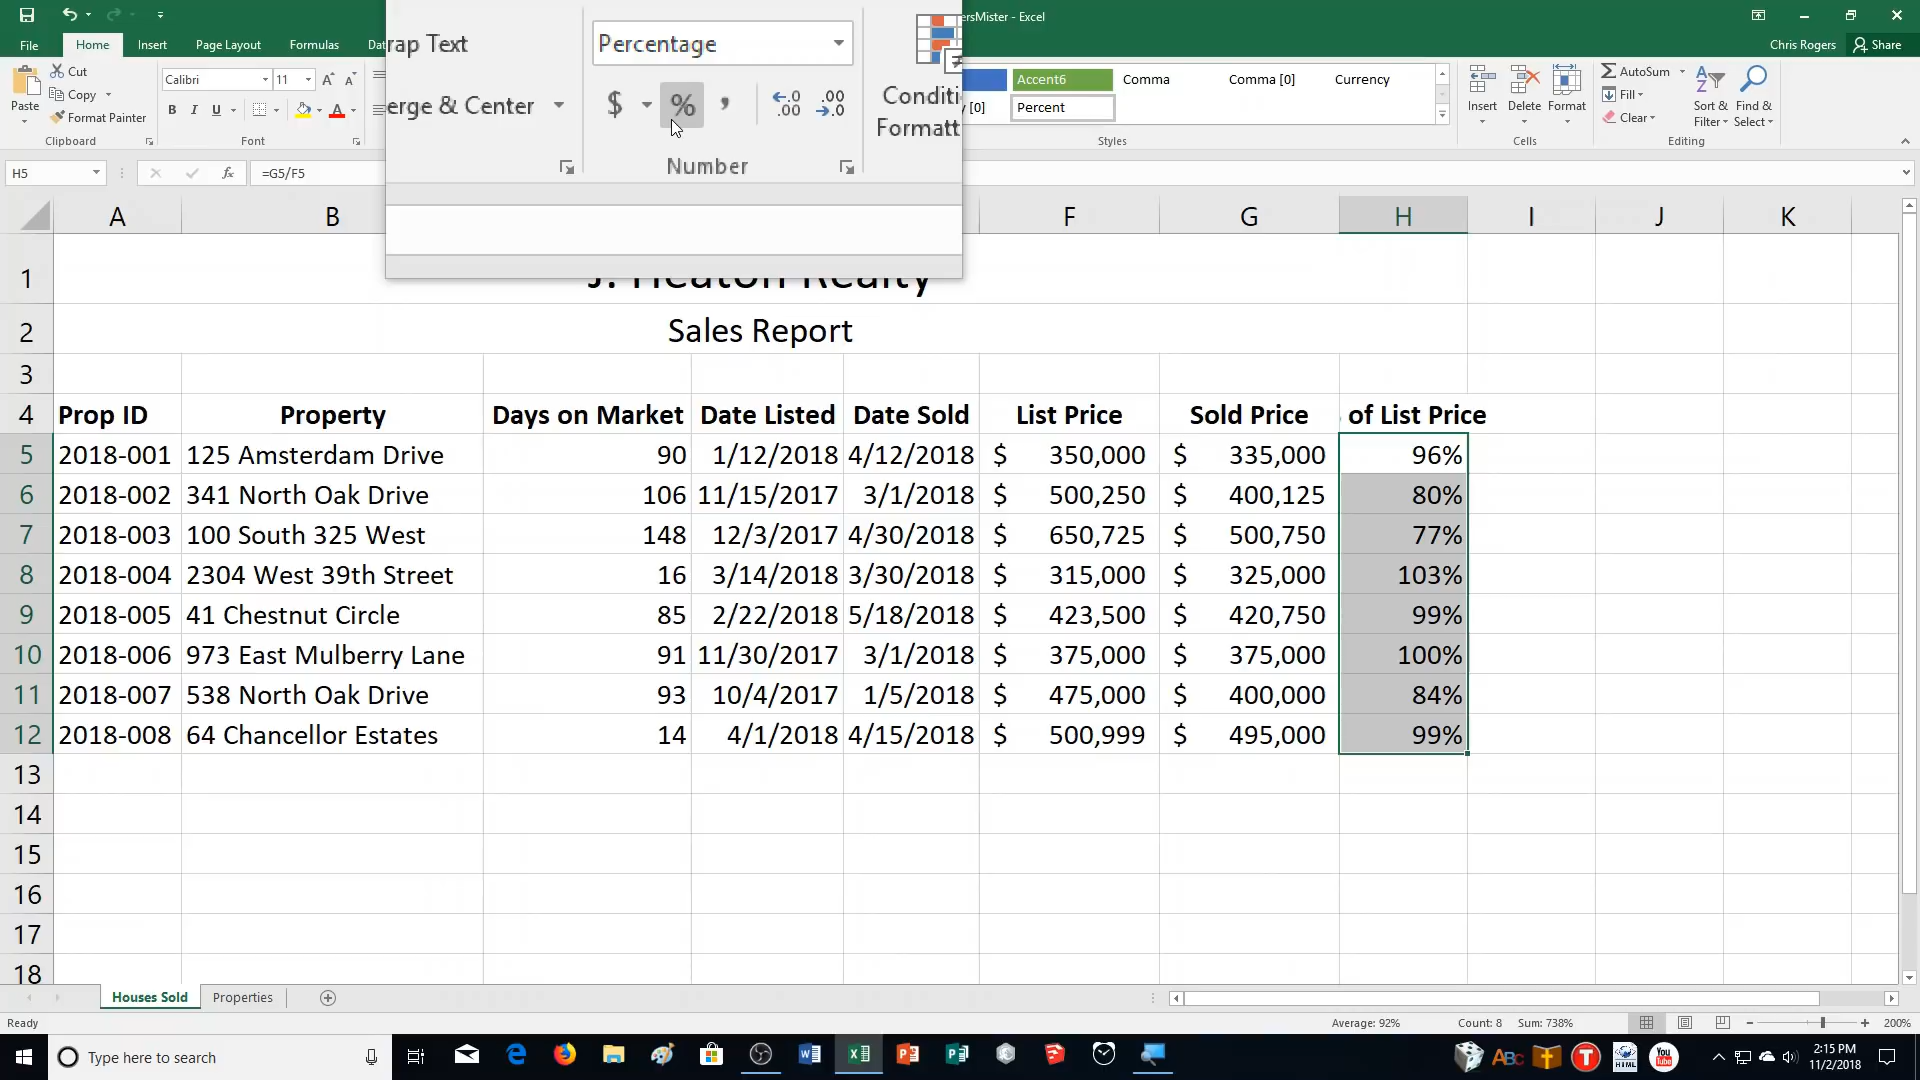 ersMister - Excel
File Home Insert Page Layout Formulas Dat Chris Rogers Share
Cut
Copy
Format Painter
Paste
Clipboard
Calibri 11
B I U
Font
rap Text
erge & Center
Percentage
$ % ,
Number
Conditi
Formatt
Accent6 Comma Comma [0] Currency
[0] Percent
Styles
Insert Delete Format
Cells
AutoSum
Fill
Clear
Sort & Filter
Find & Select
Editing
H5 fx =G5/F5
A B F G H I J K
1 J. Heaton Realty
2 Sales Report
3
4 Prop ID Property Days on Market Date Listed Date Sold List Price Sold Price of List Price
5 2018-001 125 Amsterdam Drive 90 1/12/2018 4/12/2018 $ 350,000 $ 335,000 96%
6 2018-002 341 North Oak Drive 106 11/15/2017 3/1/2018 $ 500,250 $ 400,125 80%
7 2018-003 100 South 325 West 148 12/3/2017 4/30/2018 $ 650,725 $ 500,750 77%
8 2018-004 2304 West 39th Street 16 3/14/2018 3/30/2018 $ 315,000 $ 325,000 103%
9 2018-005 41 Chestnut Circle 85 2/22/2018 5/18/2018 $ 423,500 $ 420,750 99%
10 2018-006 973 East Mulberry Lane 91 11/30/2017 3/1/2018 $ 375,000 $ 375,000 100%
11 2018-007 538 North Oak Drive 93 10/4/2017 1/5/2018 $ 475,000 $ 400,000 84%
12 2018-008 64 Chancellor Estates 14 4/1/2018 4/15/2018 $ 500,999 $ 495,000 99%
13
14
15
16
17
18
Houses Sold Properties
Ready Average: 92% Count: 8 Sum: 738% 200%
Type here to search
2:15 PM
11/2/2018